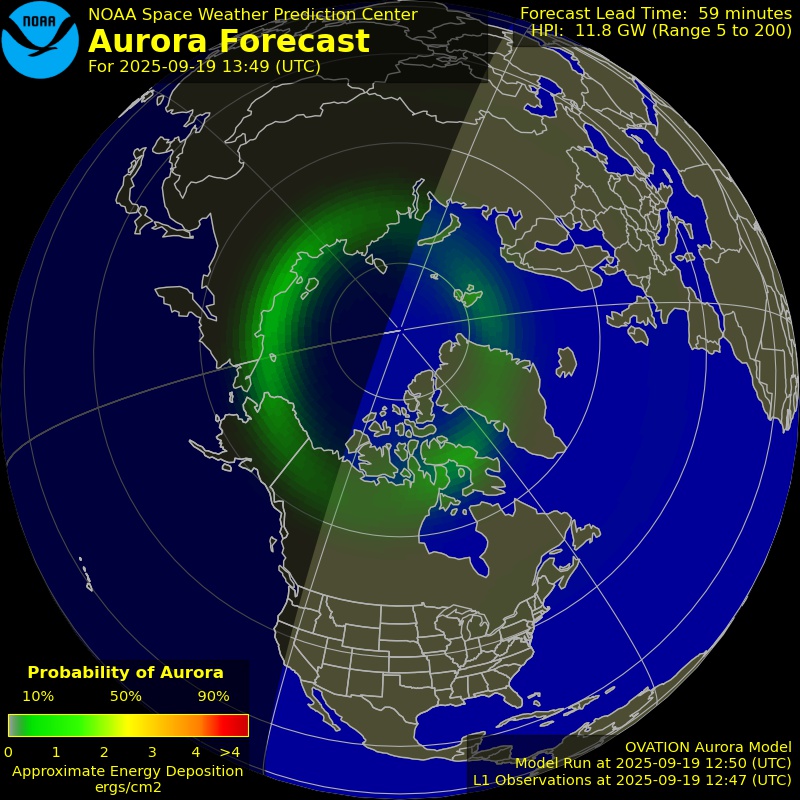 NOAA
NOAA Space Weather Prediction Center
Aurora Forecast
For 2025-09-19 13:49 (UTC)
Forecast Lead Time: 59 minutes
HPI: 11.8 GW (Range 5 to 200)
Probability of Aurora
10% 50% 90%
0 1 2 3 4 >4
Approximate Energy Deposition
ergs/cm2
OVATION Aurora Model
Model Run at 2025-09-19 12:50 (UTC)
L1 Observations at 2025-09-19 12:47 (UTC)